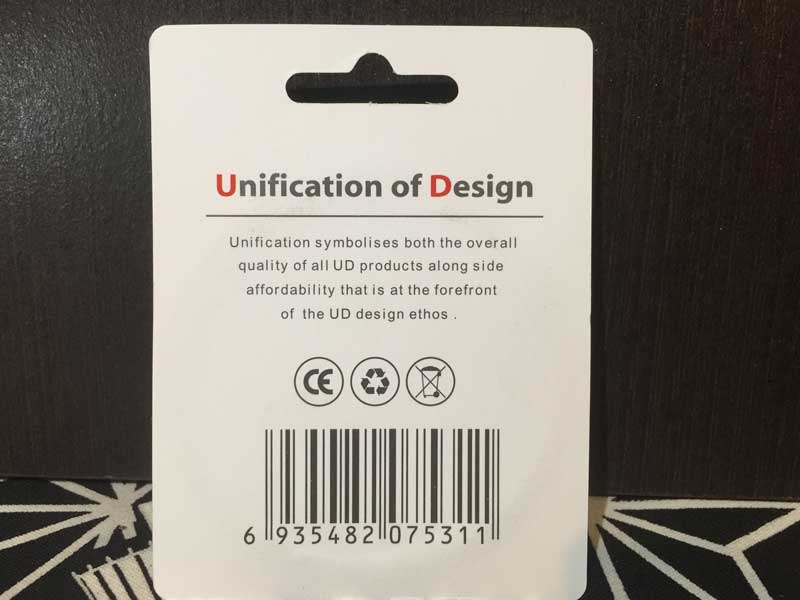 Unification of Design
Unification symbolises both the overall
quality of all UD products along side
affordability that is at the forefront
of the UD design ethos .
CE
6 935482 075311